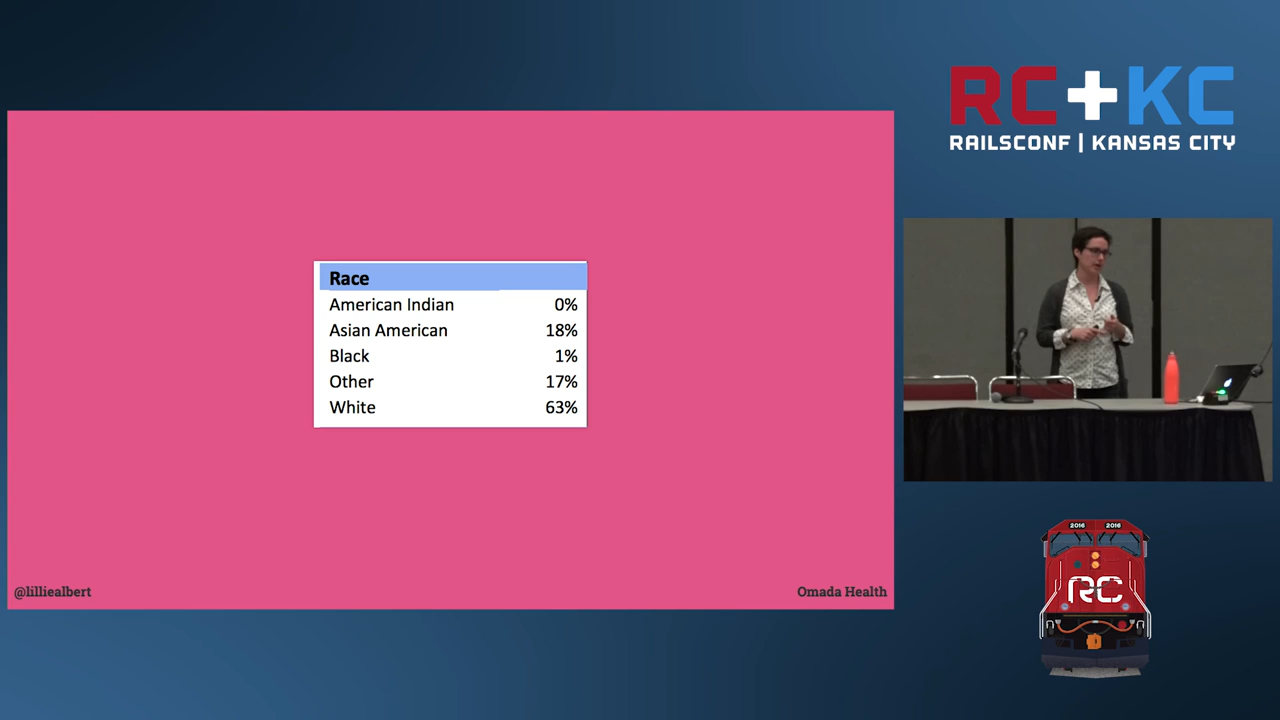 RC+KC
RAILSCONF | KANSAS CITY
Race
American Indian 0%
Asian American 18%
Black 1%
Other 17%
White 63%
@lilliealbert
Omada Health
2016 2016
RC